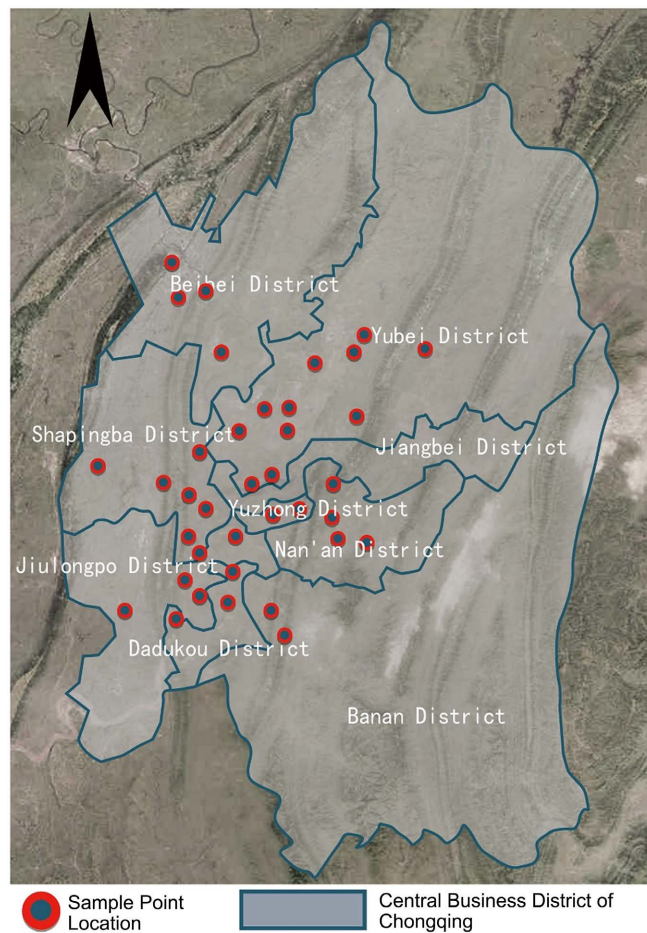 Beibei District
Yubei District
Shapingba District
Jiangbei District
Yuzhong District
Nan'an District
Jiulongpo District
Dadukou District
Banan District
Sample Point
Location
Central Business District of
Chongqing